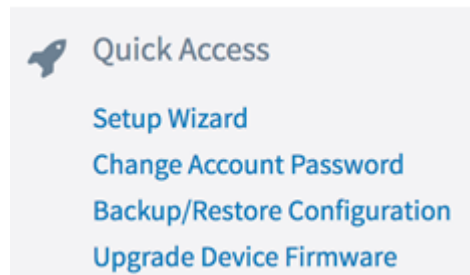 Quick Access
Setup Wizard
Change Account Password
Backup/Restore Configuration
Upgrade Device Firmware